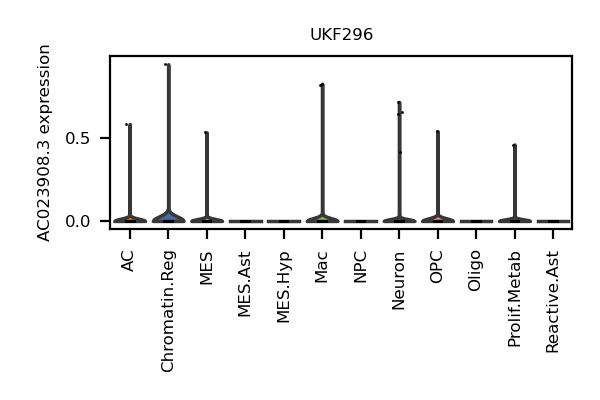 UKF296
AC023908.3 expression
0.5
0.0
AC
Chromatin.Reg
MES
MES.Ast
MES.Hyp
Mac
NPC
Neuron
OPC
Oligo
Prolif.Metab
Reactive.Ast